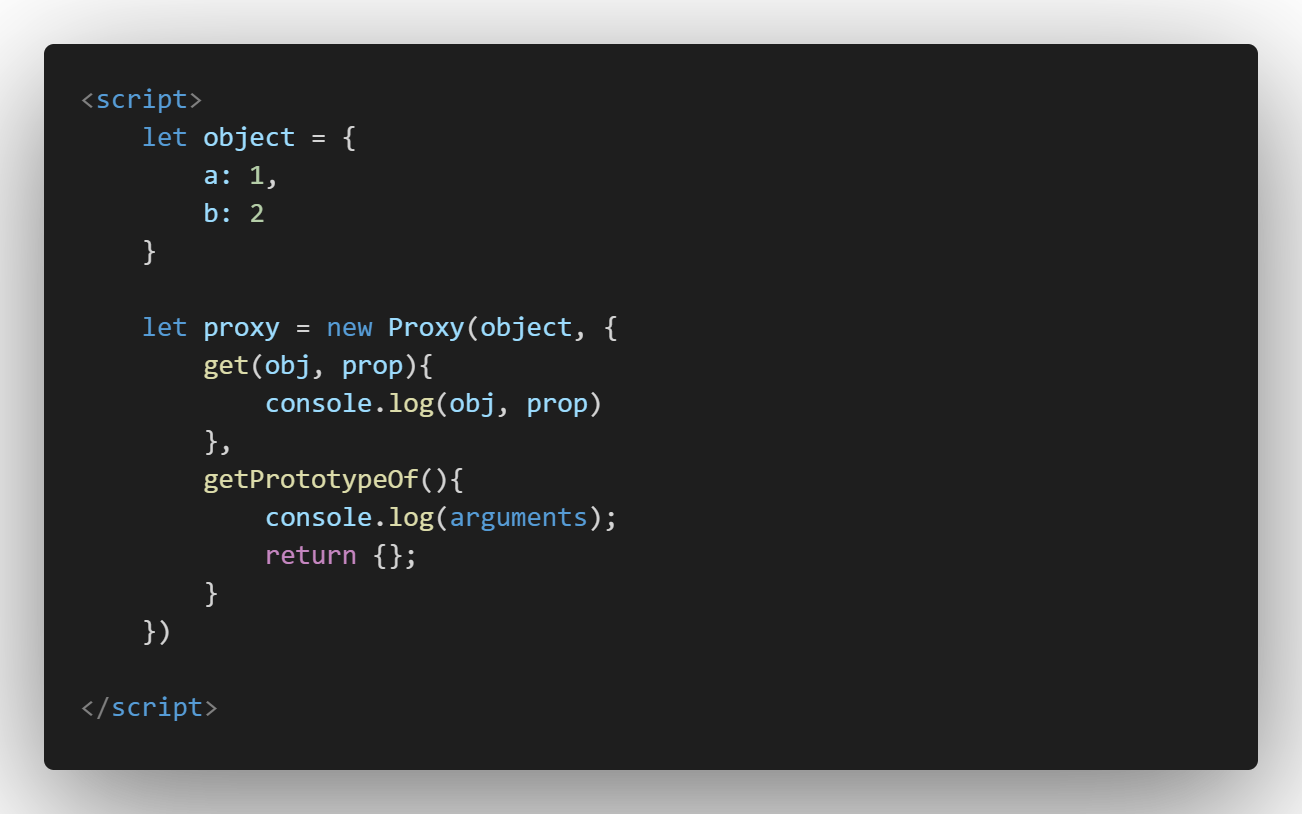 <script>
    let object = {
        a: 1,
        b: 2
    }

    let proxy = new Proxy(object, {
        get(obj, prop){
            console.log(obj, prop)
        },
        getPrototypeOf(){
            console.log(arguments);
            return {};
        }
    })

</script>